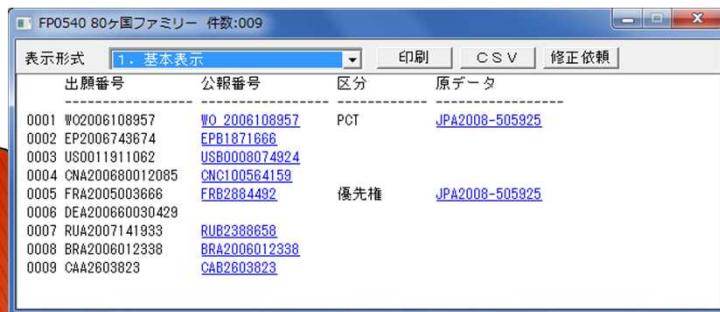 FP0540 80ヶ国ファミリー 件数:009
表示形式 1. 基本表示 印刷 CSV 修正依頼
出願番号 公報番号 区分 原データ
0001 WO2006108957 WO 2006108957 PCT JPA2008-505925
0002 EP2006743674 EPB1871666
0003 US0011911062 USB0008074924
0004 CNA200680012085 CNC100564159
0005 FRA2005003666 FRB2884492 優先権 JPA2008-505925
0006 DEA200660030429
0007 RUA2007141933 RUB2388658
0008 BRA2006012338 BRA2006012338
0009 CAA2603823 CAB2603823